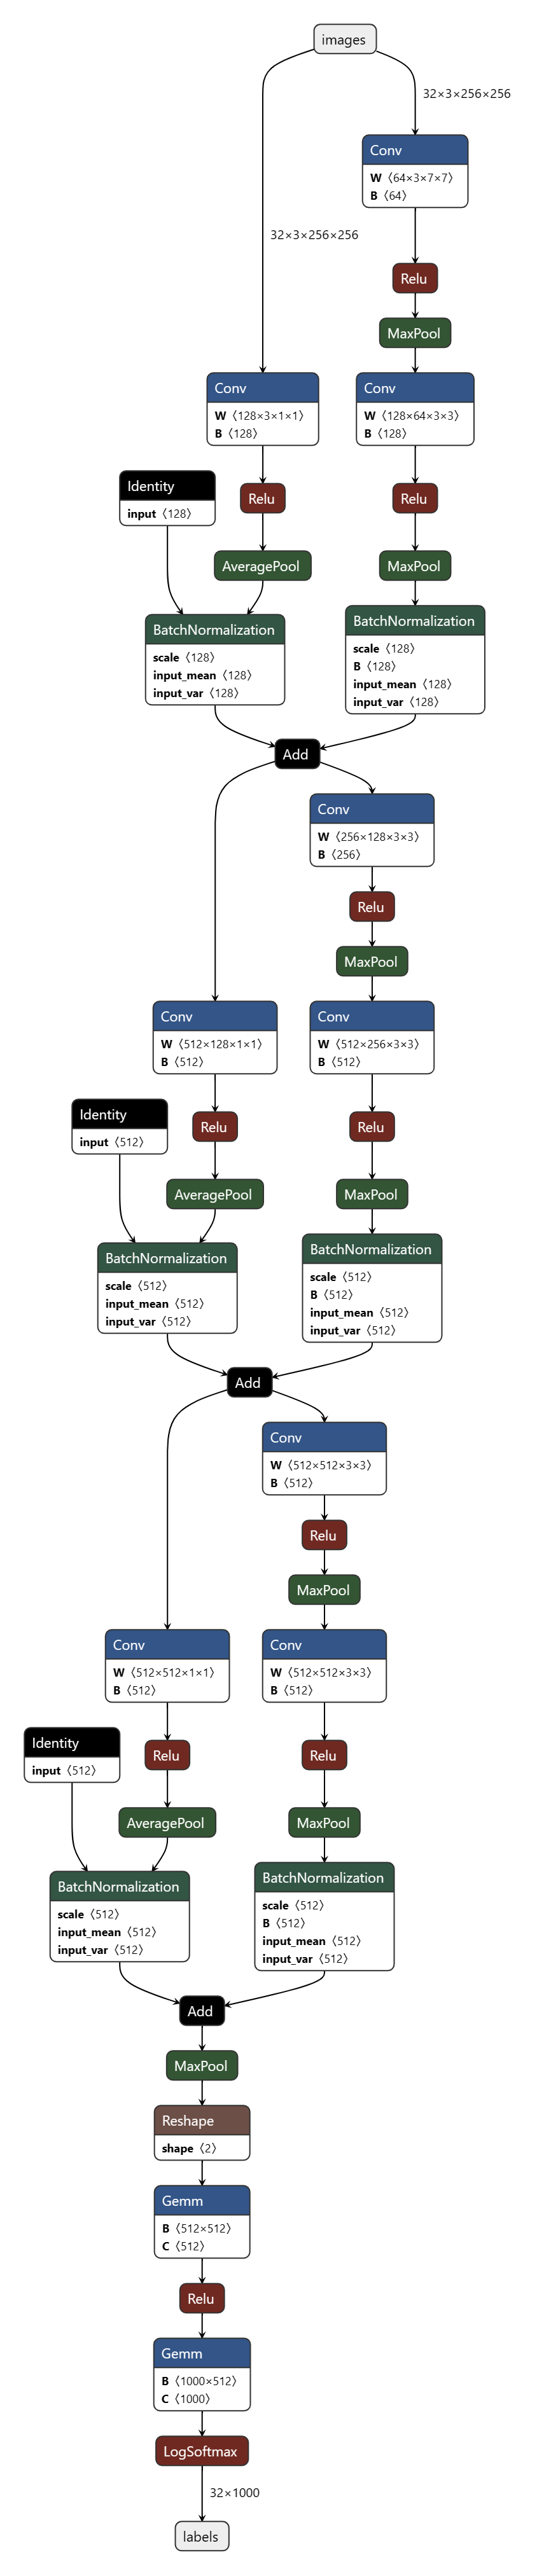 images
32×3×256×256
Conv
W ⟨64×3×7×7⟩
B ⟨64⟩
32×3×256×256
Relu
MaxPool
Conv
W ⟨128×3×1×1⟩
B ⟨128⟩
Conv
W ⟨128×64×3×3⟩
B ⟨128⟩
Identity
input ⟨128⟩
Relu
Relu
AveragePool
MaxPool
BatchNormalization
scale ⟨128⟩
input_mean ⟨128⟩
input_var ⟨128⟩
BatchNormalization
scale ⟨128⟩
B ⟨128⟩
input_mean ⟨128⟩
input_var ⟨128⟩
Add
Conv
W ⟨256×128×3×3⟩
B ⟨256⟩
Relu
MaxPool
Conv
W ⟨512×128×1×1⟩
B ⟨512⟩
Conv
W ⟨512×256×3×3⟩
B ⟨512⟩
Identity
input ⟨512⟩
Relu
Relu
AveragePool
MaxPool
BatchNormalization
scale ⟨512⟩
input_mean ⟨512⟩
input_var ⟨512⟩
BatchNormalization
scale ⟨512⟩
B ⟨512⟩
input_mean ⟨512⟩
input_var ⟨512⟩
Add
Conv
W ⟨512×512×3×3⟩
B ⟨512⟩
Relu
MaxPool
Conv
W ⟨512×512×1×1⟩
B ⟨512⟩
Conv
W ⟨512×512×3×3⟩
B ⟨512⟩
Identity
input ⟨512⟩
Relu
Relu
AveragePool
MaxPool
BatchNormalization
scale ⟨512⟩
input_mean ⟨512⟩
input_var ⟨512⟩
BatchNormalization
scale ⟨512⟩
B ⟨512⟩
input_mean ⟨512⟩
input_var ⟨512⟩
Add
MaxPool
Reshape
shape ⟨2⟩
Gemm
B ⟨512×512⟩
C ⟨512⟩
Relu
Gemm
B ⟨1000×512⟩
C ⟨1000⟩
LogSoftmax
32×1000
labels